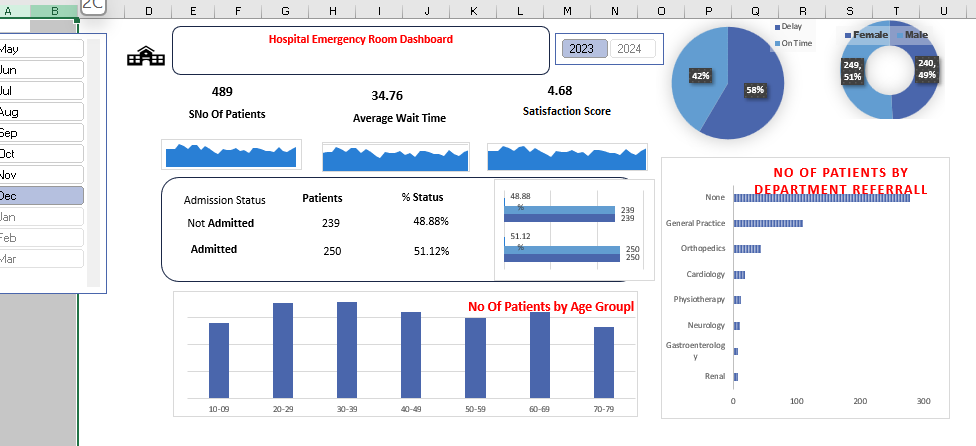 2C
A B D E F G H I J K L M N O P Q R S T U
May
Jun
Jul
Aug
Sep
Oct
Nov
Dec
Jan
Feb
Mar
Hospital Emergency Room Dashboard
2023 2024
489
SNo Of Patients
34.76
Average Wait Time
4.68
Satisfaction Score
Delay
On Time
42%
58%
Female Male
249,
51%
240,
49%
Admission Status Patients % Status
Not Admitted 239 48.88%
Admitted 250 51.12%
48.88
%
239
239
51.12
%
250
250
No Of Patients by Age Groupl
10-09 20-29 30-39 40-49 50-59 60-69 70-79
NO OF PATIENTS BY
DEPARTMENT REFERRALL
None
General Practice
Orthopedics
Cardiology
Physiotherapy
Neurology
Gastroenterolog
y
Renal
0 100 200 300